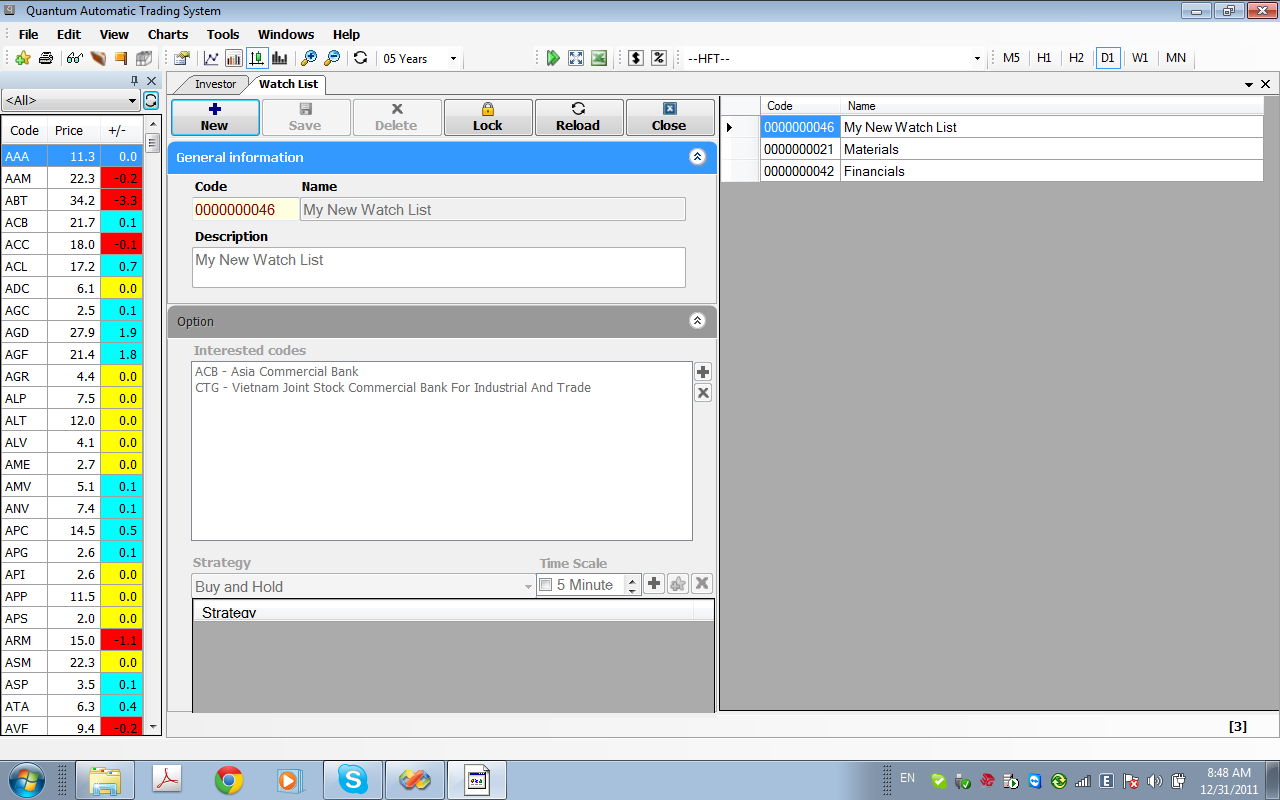 Quantum Automatic Trading System
File Edit View Charts Tools Windows Help
05 Years --HFT-- M5 H1 H2 D1 W1 MN
<All>
Code Price +/-
AAA 11.3 0.0
AAM 22.3 -0.2
ABT 34.2 -3.3
ACB 21.7 0.1
ACC 18.0 -0.1
ACL 17.2 0.7
ADC 6.1 0.0
AGC 2.5 0.1
AGD 27.9 1.9
AGF 21.4 1.8
AGR 4.4 0.0
ALP 7.5 0.0
ALT 12.0 0.0
ALV 4.1 0.0
AME 2.7 0.0
AMV 5.1 0.1
ANV 7.4 0.1
APC 14.5 0.5
APG 2.6 0.1
API 2.6 0.0
APP 11.5 0.0
APS 2.0 0.0
ARM 15.0 -1.1
ASM 22.3 0.0
ASP 3.5 0.1
ATA 6.3 0.4
AVF 9.4 -0.2
Investor Watch List
New Save Delete Lock Reload Close
General information
Code Name
0000000046 My New Watch List
Description
My New Watch List
Option
Interested codes
ACB - Asia Commercial Bank
CTG - Vietnam Joint Stock Commercial Bank For Industrial And Trade
Strategy Time Scale
Buy and Hold 5 Minute
Strategy
Code Name
0000000046 My New Watch List
0000000021 Materials
0000000042 Financials
[3]
EN
8:48 AM
12/31/2011